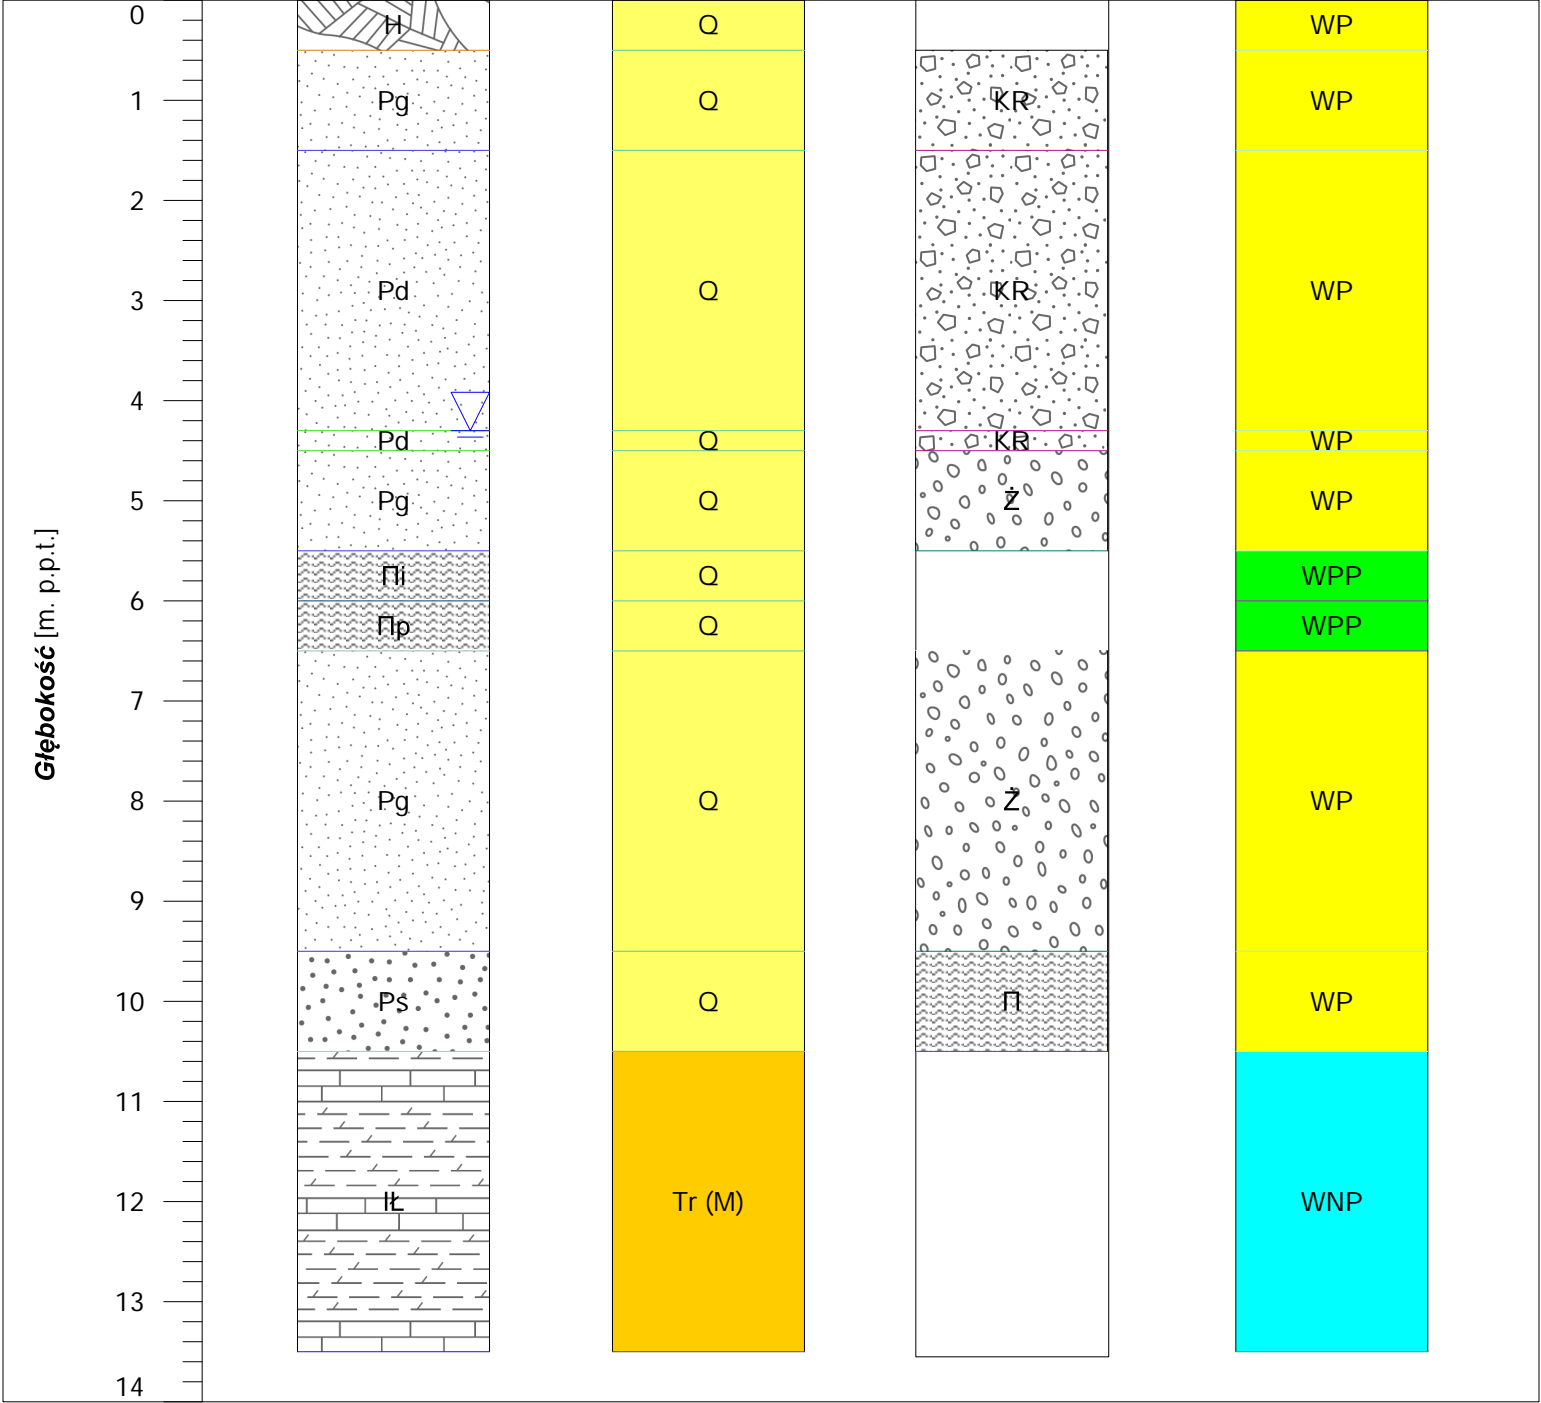 0 H Q WP
1 Pg Q KR WP
2
3 Pd Q KR WP
4
Pd Q KR WP
5 Pg Q Ż WP
Πi Q WPP
6
Πp Q WPP
7
8 Pg Q Ż WP
9
10 Ps Q Π WP
11
12 IŁ Tr (M) WNP
13
14
Głębokość [m. p.p.t.]